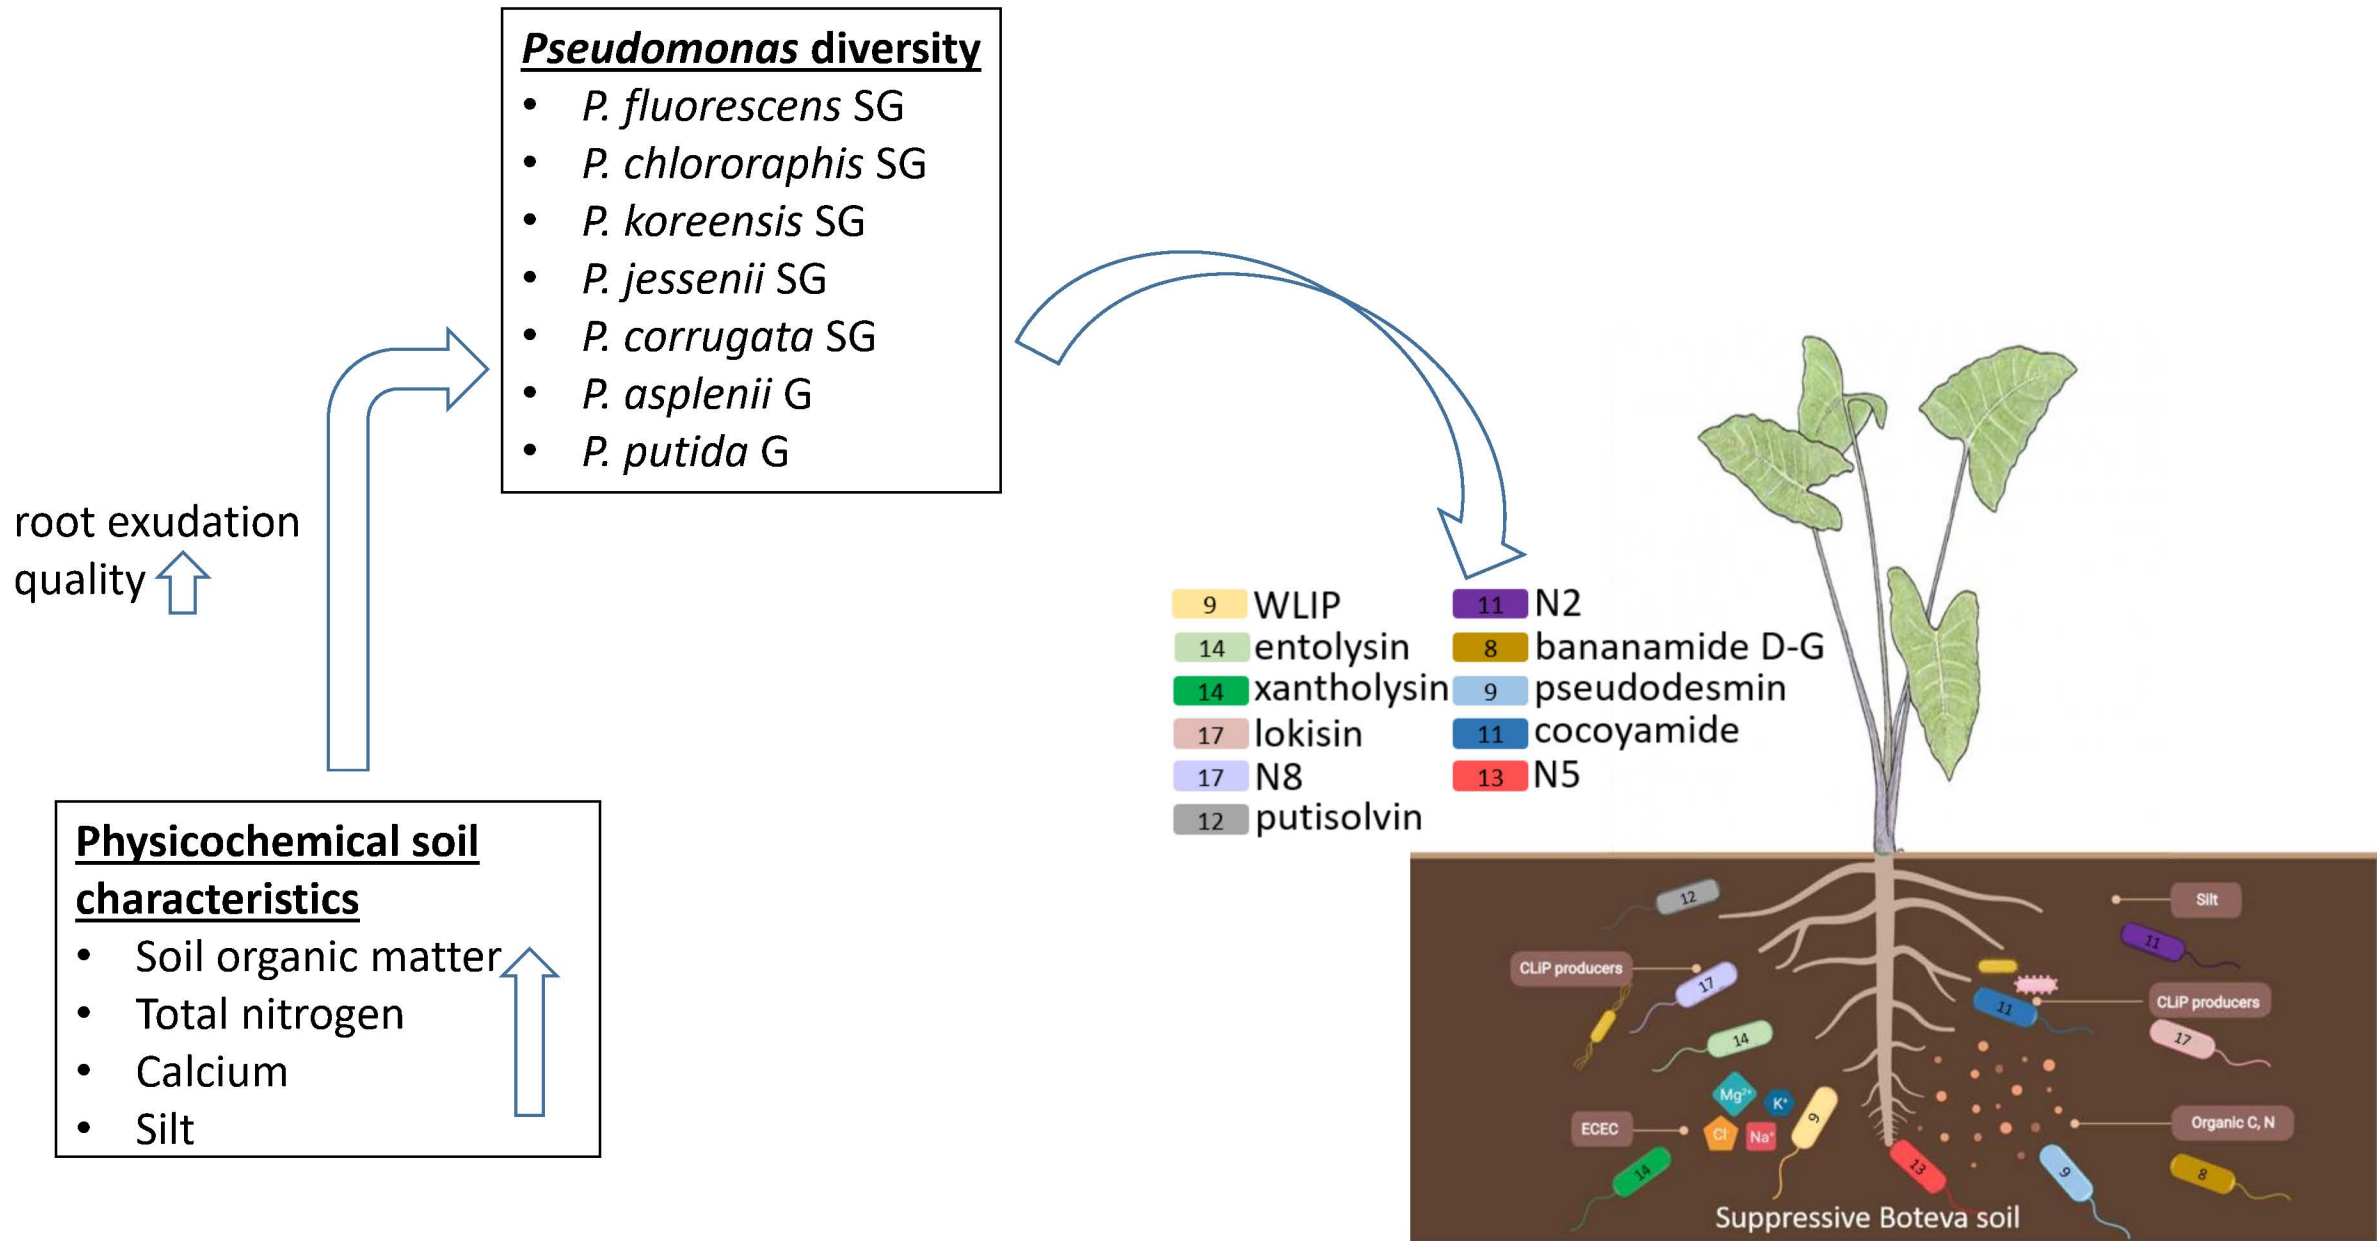 Pseudomonas diversity
• P. fluorescens SG
• P. chlororaphis SG
• P. koreensis SG
• P. jessenii SG
• P. corrugata SG
• P. asplenii G
• P. putida G
root exudation
quality
Physicochemical soil
characteristics
• Soil organic matter
• Total nitrogen
• Calcium
• Silt
9 WLIP
14 entolysin
14 xantholysin
17 lokisin
17 N8
12 putisolvin
11 N2
8 bananamide D-G
9 pseudodesmin
11 cocoyamide
13 N5
12
Silt
11
CLiP producers
17
11
CLiP producers
14
17
Mg²⁺
K⁺
ECEC
Cl
Na⁺
9
Organic C, N
14
13
9
8
Suppressive Boteva soil